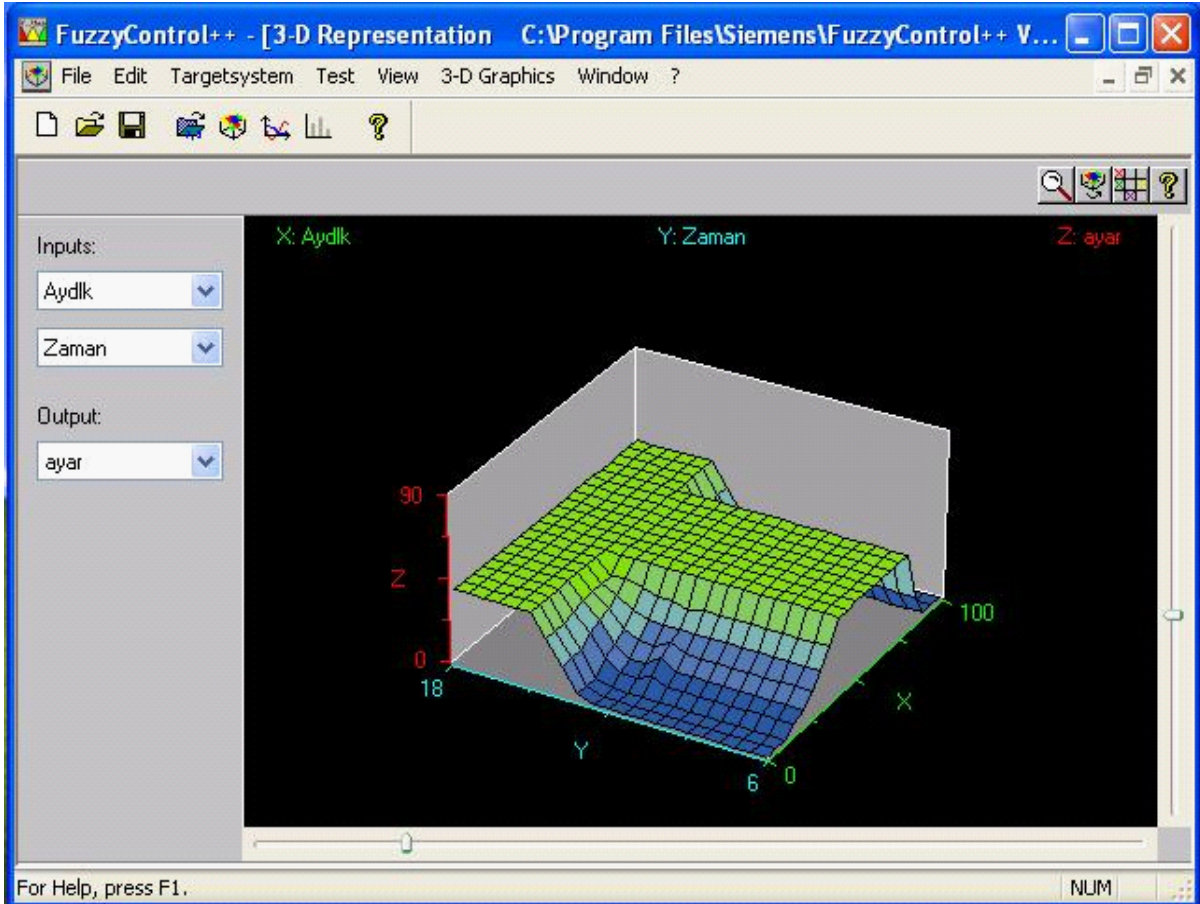 FuzzyControl++ - [3-D Representation C:\Program Files\Siemens\FuzzyControl++ V...
File Edit Targetsystem Test View 3-D Graphics Window ?
Inputs:
Aydlk
Zaman
Output:
ayar
X: Aydlk Y: Zaman Z: ayar
90
Z
0
18
Y
6
0
X
100
For Help, press F1. NUM